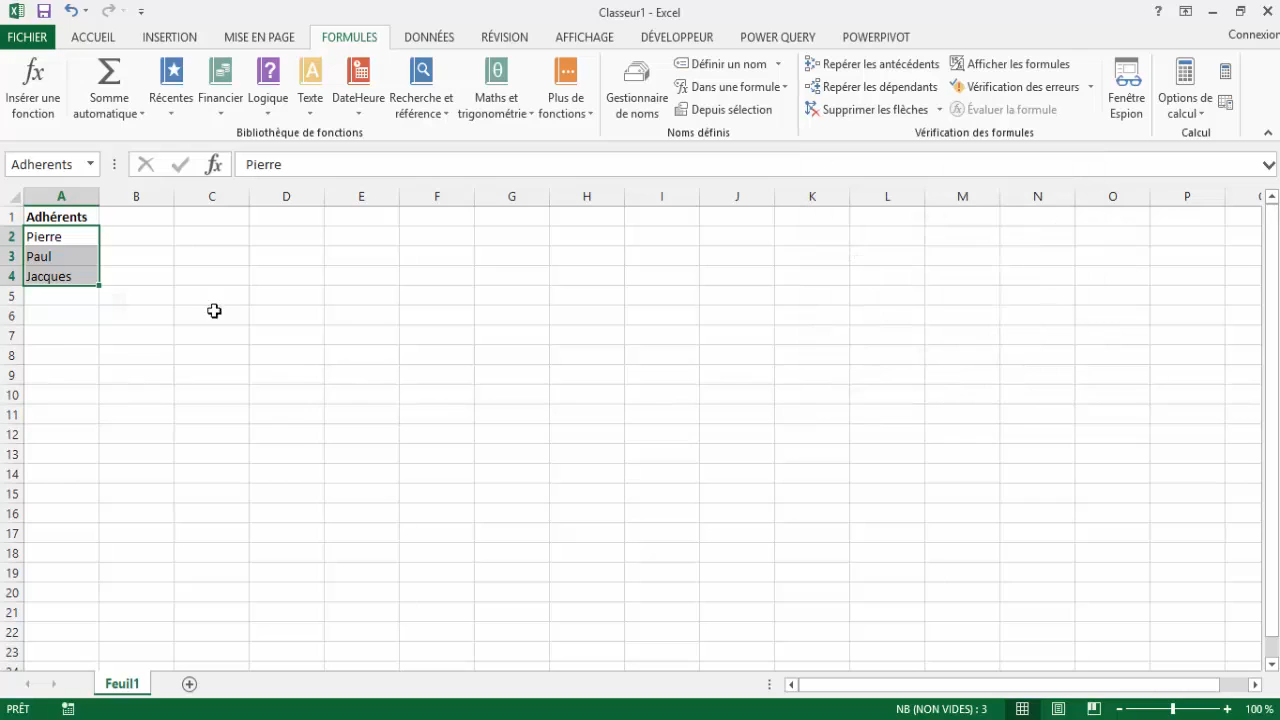 Classeur1 - Excel
?
Connexion
FICHIER ACCUEIL INSERTION MISE EN PAGE FORMULES DONNÉES RÉVISION AFFICHAGE DÉVELOPPEUR POWER QUERY POWERPIVOT
Insérer une fonction
Somme automatique
Récentes
Financier
Logique
Texte
DateHeure
Recherche et référence
Maths et trigonométrie
Plus de fonctions
Bibliothèque de fonctions
Gestionnaire de noms
Définir un nom
Dans une formule
Depuis sélection
Noms définis
Repérer les antécédents
Repérer les dépendants
Supprimer les flèches
Afficher les formules
Vérification des erreurs
Évaluer la formule
Vérification des formules
Fenêtre Espion
Options de calcul
Calcul
Adherents fx Pierre
A B C D E F G H I J K L M N O P
1 Adhérents
2 Pierre
3 Paul
4 Jacques
5
6
7
8
9
10
11
12
13
14
15
16
17
18
19
20
21
22
23
Feuil1
PRÊT NB (NON VIDES) : 3 100 %